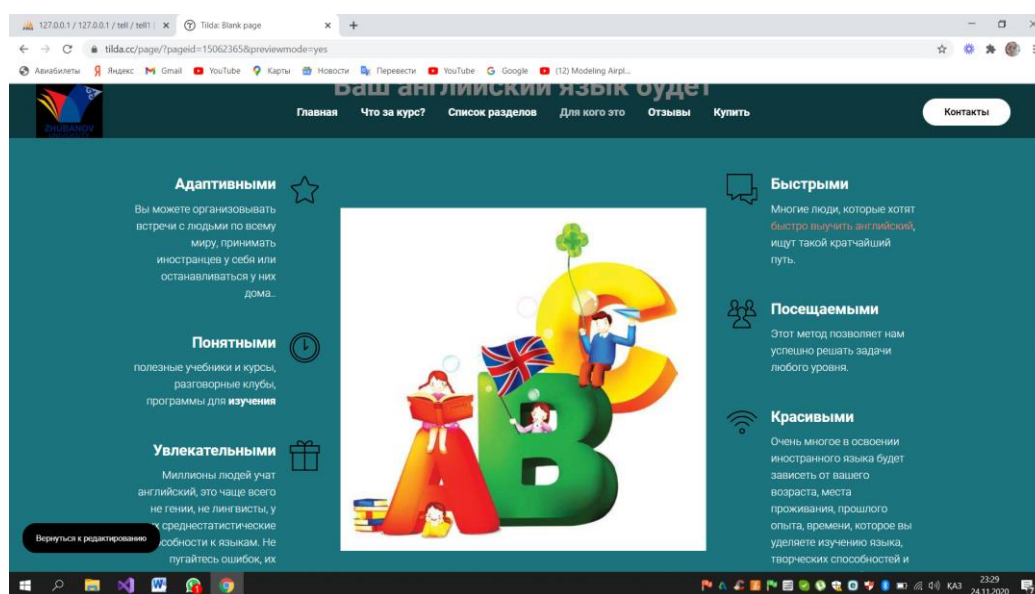 127.0.0.1 / 127.0.0.1 / tell / tell1 |
Tilda: Blank page
tilda.cc/page/?pageid=15062365&previewmode=yes
Авиабилеты Яндекс Gmail YouTube Карты Новости Перевести YouTube Google (12) Modeling Airpl...
Ваш английский язык будет
ZHUBANOV
Главная Что за курс? Список разделов Для кого это Отзывы Купить
Контакты
Адаптивными
Вы можете организовывать
встречи с людьми по всему
миру, принимать
иностранцев у себя или
останавливаться у них
дома..
Понятными
полезные учебники и курсы,
разговорные клубы,
программы для изучения
Увлекательными
Миллионы людей учат
английский, это чаще всего
не гении, не лингвисты, у
среднестатистические
способности к языкам. Не
пугайтесь ошибок, их
Вернуться к редактированию
A B C
Быстрыми
Многие люди, которые хотят
быстро выучить английский,
ищут такой кратчайший
путь.
Посещаемыми
Этот метод позволяет нам
успешно решать задачи
любого уровня.
Красивыми
Очень многое в освоении
иностранного языка будет
зависеть от вашего
возраста, места
проживания, прошлого
опыта, времени, которое вы
уделяете изучению языка,
творческих способностей и
ҚАЗ
23:29
24.11.2020